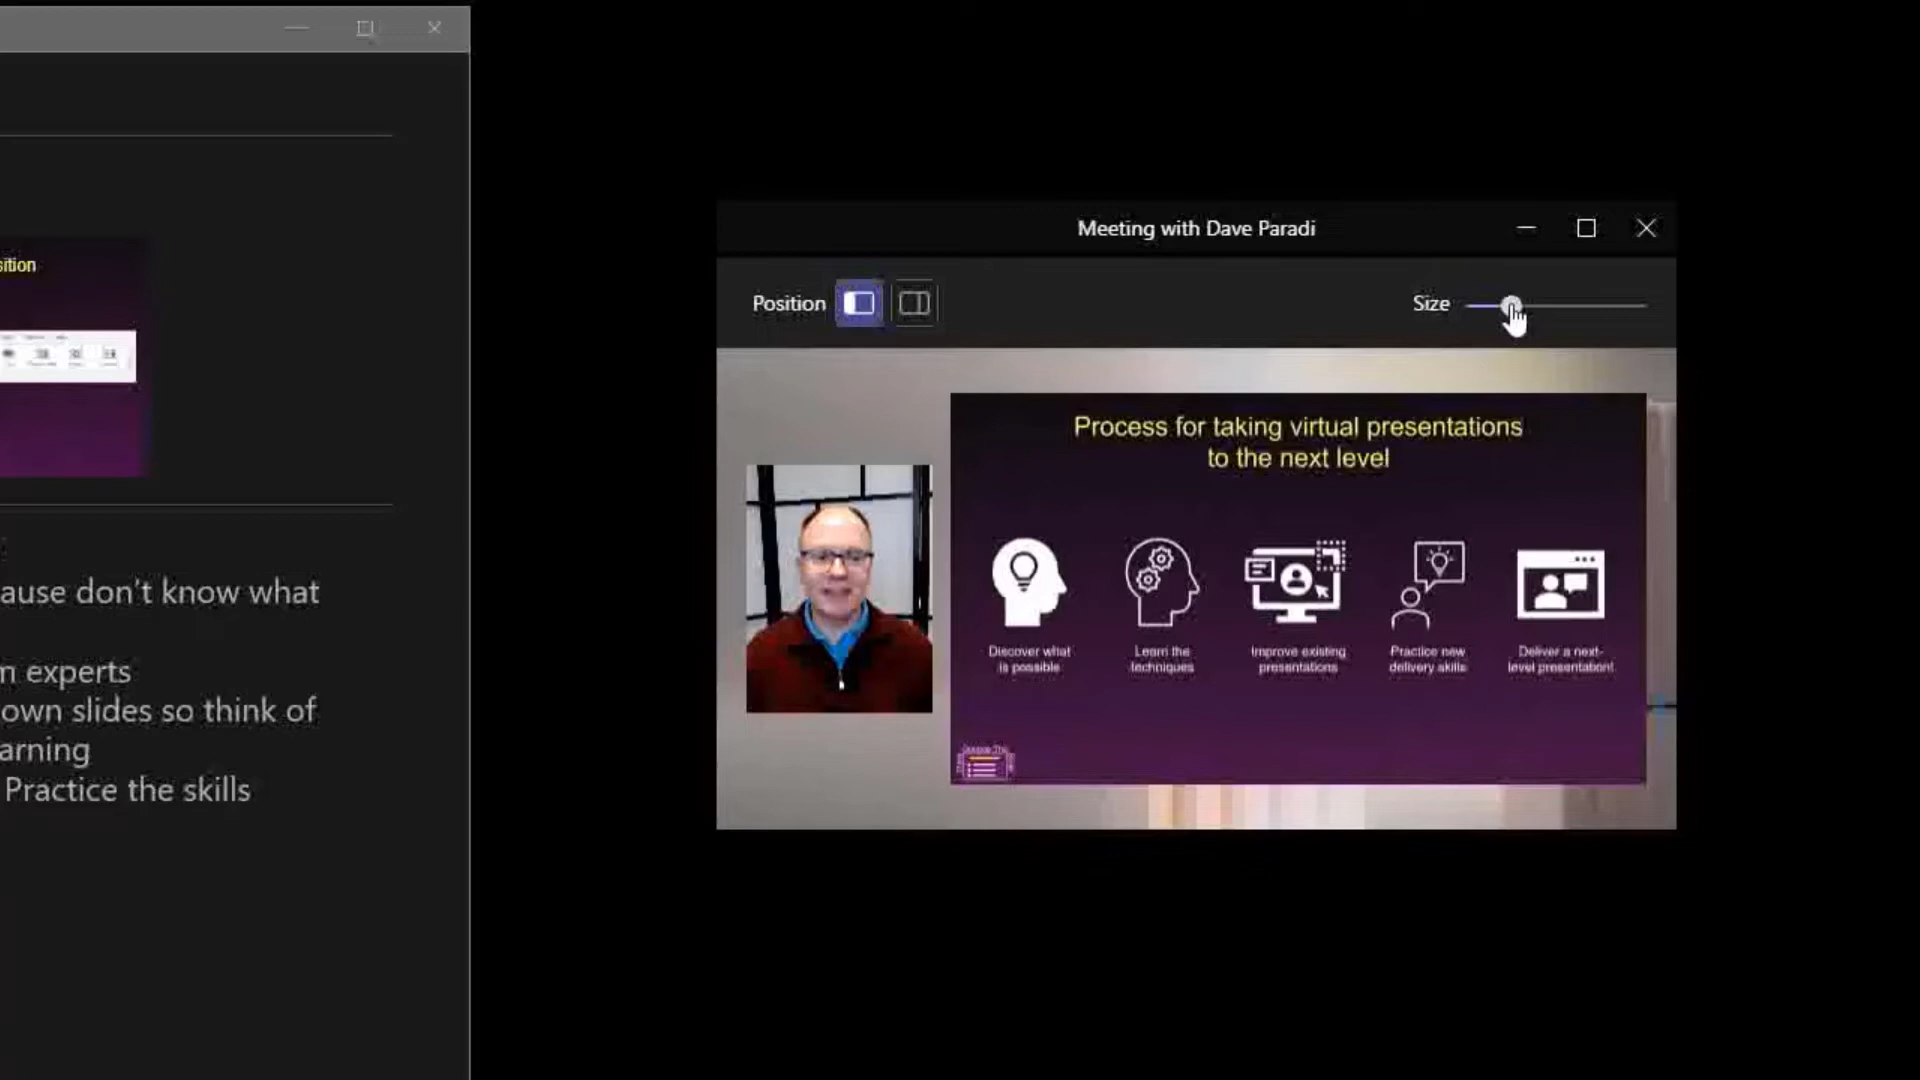 sition
ause don't know what
n experts
own slides so think of
arning
Practice the skills
Meeting with Dave Paradi
Position
Size
Process for taking virtual presentations
to the next level
Discover what
is possible
Learn the
techniques
Improve existing
presentations
Practice new
delivery skills
Deliver a next-
level presentation!